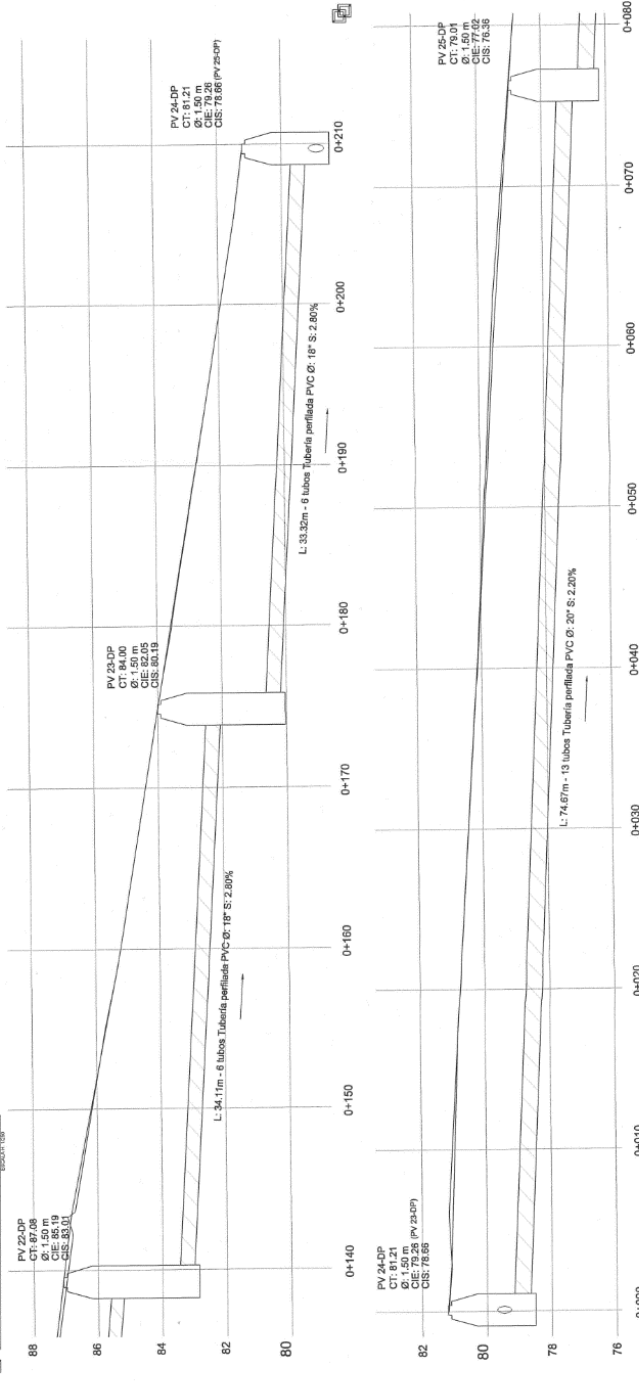 PV 22-DP
CT: 87.08
Ø: 1.50 m
CIE: 85.19
CIS: 83.01
PV 23-DP
CT: 84.00
Ø: 1.50 m
CIE: 82.05
CIS: 80.19
PV 24-DP
CT: 81.21
Ø: 1.50 m
CIE: 79.26
CIS: 78.66 (PV 25-DP)
88
86
84
82
80
L: 34.11m - 6 tubos Tubería perfilada PVC Ø: 18" S: 2.80%
L: 33.32m - 6 tubos Tubería perfilada PVC Ø: 18" S: 2.80%
0+140
0+150
0+160
0+170
0+180
0+190
0+200
0+210
PV 24-DP
CT: 81.21
Ø: 1.50 m
CIE: 79.26 (PV 23-DP)
CIS: 78.66
PV 25-DP
CT: 79.01
Ø: 1.50 m
CIE: 77.02
CIS: 76.36
82
80
78
76
L: 74.67m - 13 tubos Tubería perfilada PVC Ø: 20" S: 2.20%
0+010
0+020
0+030
0+040
0+050
0+060
0+070
0+080